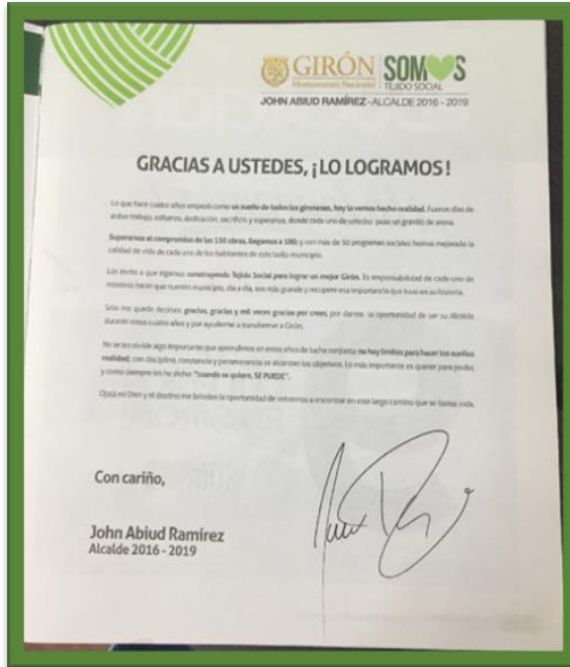 GIRÓN
Monumento Nacional
SOMOS
TEJIDO SOCIAL
JOHN ABIUD RAMÍREZ - ALCALDE 2016 - 2019
GRACIAS A USTEDES, ¡LO LOGRAMOS!
Lo que hace cuatro años empezó como un sueño de todos los gironeses, hoy lo vemos hecho realidad. Fueron días de
arduo trabajo, esfuerzo, dedicación, sacrificio y esperanza, donde cada uno de ustedes puso un granito de arena.
Superamos el compromiso de las 150 obras, llegamos a y con más de 50 programas sociales hemos mejorado la
calidad de vida de cada uno de los habitantes de este bello municipio.
Los invito a que sigamos construyendo Tejido Social para lograr un mejor Girón. Es responsabilidad de cada uno de
nosotros hacer que nuestro municipio, día a día, sea más grande y recupere esa importancia que tuvo en su historia.
Solo me queda decirles: gracias, gracias y mil veces gracias por creer, por darme la oportunidad de ser su Alcalde
durante estos cuatro años y por ayudarme a transformar a Girón.
No se les olvide algo importante que aprendimos en estos años de lucha conjunta: no hay límites para hacer los sueños
realidad; con disciplina, constancia y perseverancia se alcanzan los objetivos. Lo más importante es querer para poder,
y como siempre les he dicho: "cuando se quiere, SE PUEDE".
Ojalá mi Dios y el destino me brinden la oportunidad de volvernos a encontrar en este largo camino que se llama, vida.
Con cariño,
John Abiud Ramírez
Alcalde 2016 - 2019